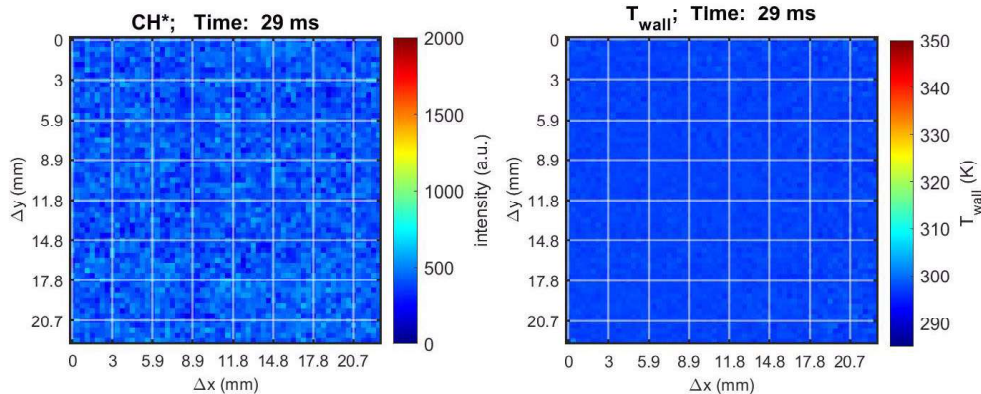 CH*;   Time:  29 ms
0
3
5.9
8.9
11.8
14.8
17.8
20.7
Δy (mm)
0 3 5.9 8.9 11.8 14.8 17.8 20.7
Δx (mm)
2000
1500
1000
500
0
intensity (a.u.)
T_wall;  TIme:  29 ms
0
3
5.9
8.9
11.8
14.8
17.8
20.7
Δy (mm)
0 3 5.9 8.9 11.8 14.8 17.8 20.7
Δx (mm)
350
340
330
320
310
300
290
T_wall (K)